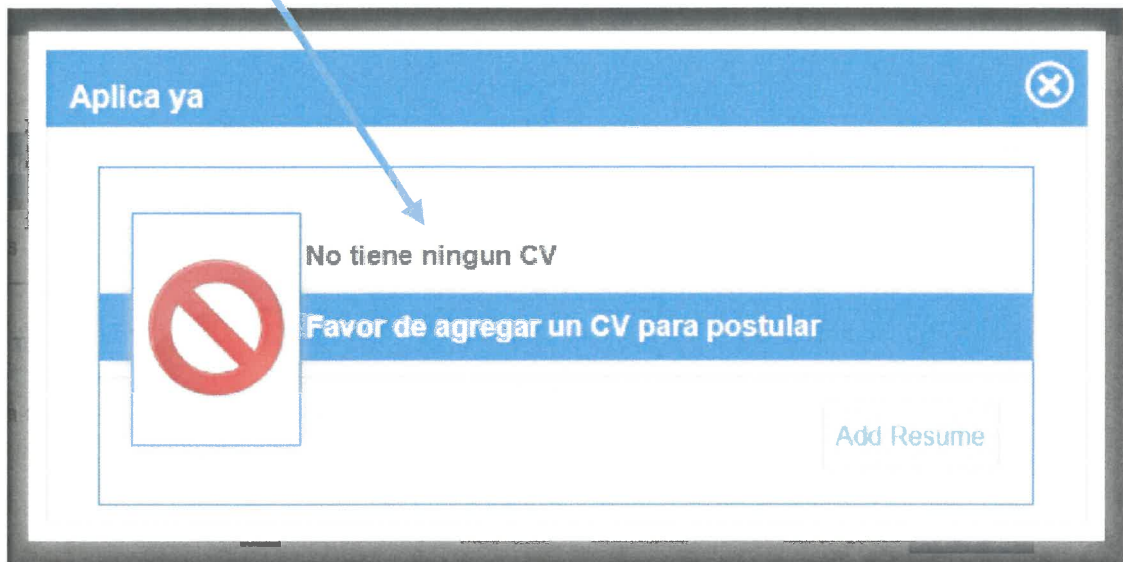 Aplica ya
No tiene ningun CV
Favor de agregar un CV para postular
Add Resume